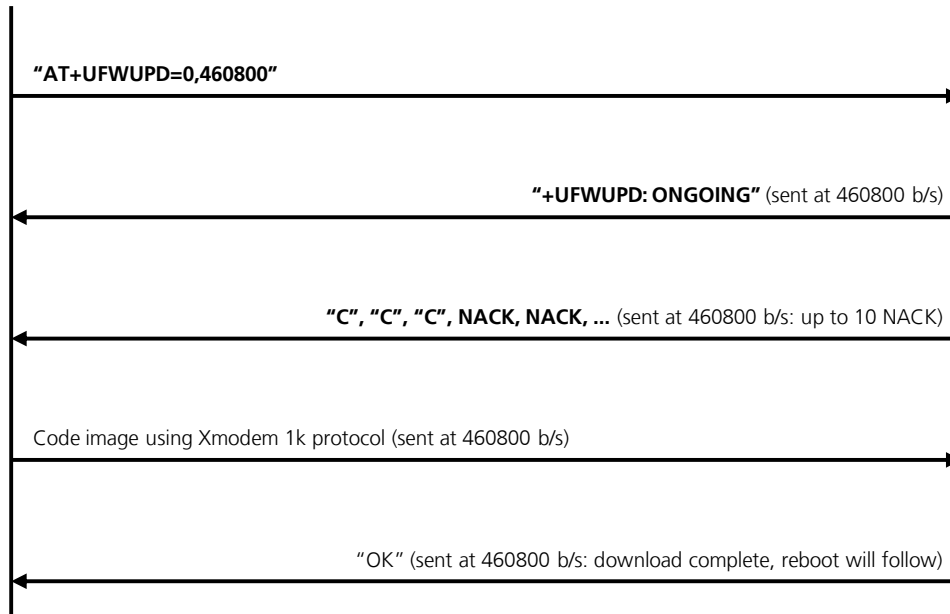 “AT+UFWUPD=0,460800”
“+UFWUPD: ONGOING” (sent at 460800 b/s)
“C”, “C”, “C”, NACK, NACK, ... (sent at 460800 b/s: up to 10 NACK)
Code image using Xmodem 1k protocol (sent at 460800 b/s)
“OK” (sent at 460800 b/s: download complete, reboot will follow)